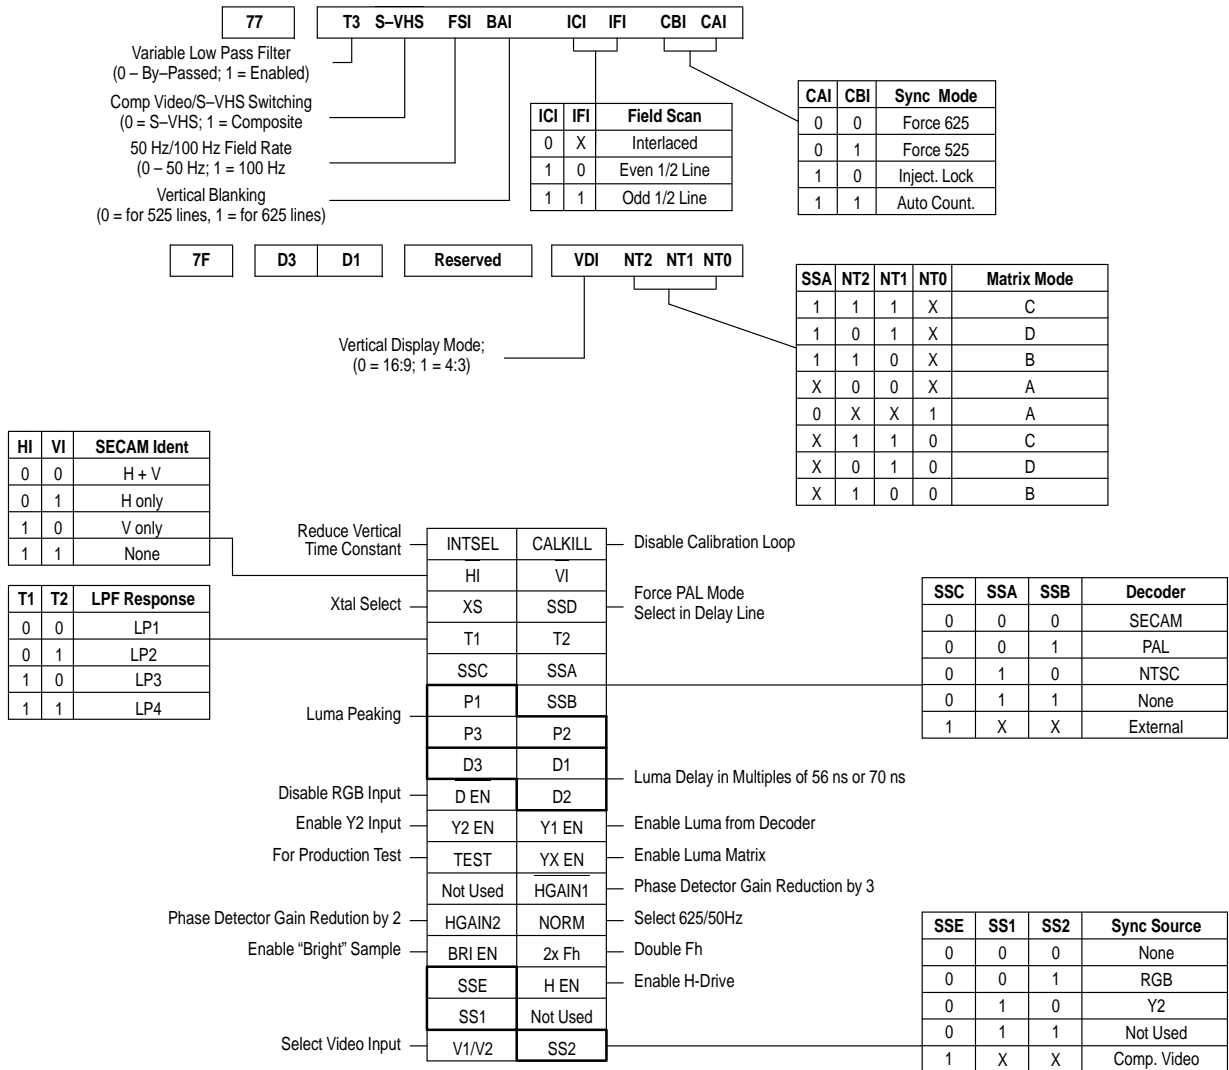 77 T3 S–VHS FSI BAI ICI IFI CBI CAI
Variable Low Pass Filter
(0 – By–Passed; 1 = Enabled)
Comp Video/S–VHS Switching
(0 = S–VHS; 1 = Composite
50 Hz/100 Hz Field Rate
(0 – 50 Hz; 1 = 100 Hz
Vertical Blanking
(0 = for 525 lines, 1 = for 625 lines)
ICI IFI Field Scan
0 X Interlaced
1 0 Even 1/2 Line
1 1 Odd 1/2 Line
CAI CBI Sync Mode
0 0 Force 625
0 1 Force 525
1 0 Inject. Lock
1 1 Auto Count.
7F D3 D1 Reserved VDI NT2 NT1 NT0
Vertical Display Mode;
(0 = 16:9; 1 = 4:3)
SSA NT2 NT1 NT0 Matrix Mode
1 1 1 X C
1 0 1 X D
1 1 0 X B
X 0 0 X A
0 X X 1 A
X 1 1 0 C
X 0 1 0 D
X 1 0 0 B
HI VI SECAM Ident
0 0 H + V
0 1 H only
1 0 V only
1 1 None
T1 T2 LPF Response
0 0 LP1
0 1 LP2
1 0 LP3
1 1 LP4
Reduce Vertical
Time Constant
INTSEL CALKILL Disable Calibration Loop
HI VI
Xtal Select XS SSD
Force PAL Mode
Select in Delay Line
T1 T2
SSC SSA
Luma Peaking
P1 SSB
P3 P2
D3 D1
Luma Delay in Multiples of 56 ns or 70 ns
Disable RGB Input D EN D2
Enable Y2 Input Y2 EN Y1 EN Enable Luma from Decoder
For Production Test TEST YX EN Enable Luma Matrix
Not Used HGAIN1 Phase Detector Gain Reduction by 3
Phase Detector Gain Redution by 2 HGAIN2 NORM Select 625/50Hz
Enable “Bright” Sample BRI EN 2x Fh Double Fh
SSE H EN Enable H-Drive
SS1 Not Used
Select Video Input V1/V2 SS2
SSC SSA SSB Decoder
0 0 0 SECAM
0 0 1 PAL
0 1 0 NTSC
0 1 1 None
1 X X External
SSE SS1 SS2 Sync Source
0 0 0 None
0 0 1 RGB
0 1 0 Y2
0 1 1 Not Used
1 X X Comp. Video